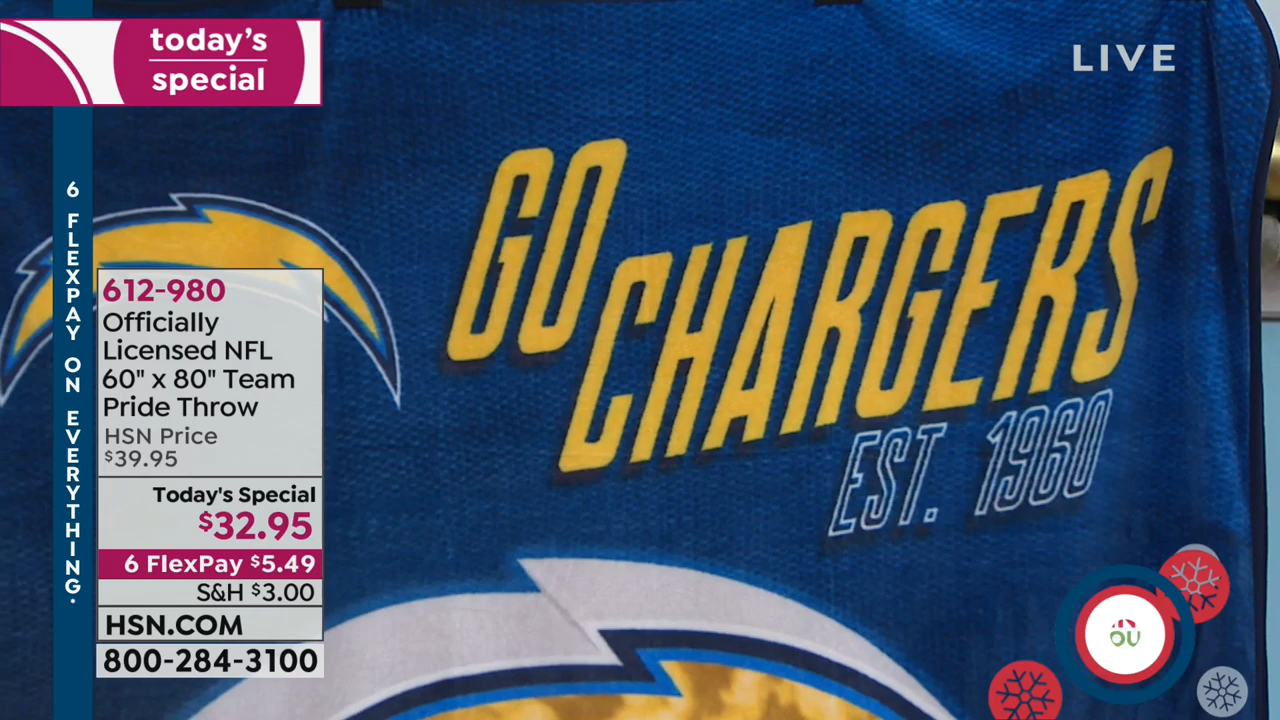 today's
special
LIVE
6 FLEXPAY ON EVERYTHING.
GO
CHARGERS
EST. 1960
612-980
Officially
Licensed NFL
60" x 80" Team
Pride Throw
HSN Price
$39.95
Today's Special
$32.95
6 FlexPay $5.49
S&H $3.00
HSN.COM
800-284-3100